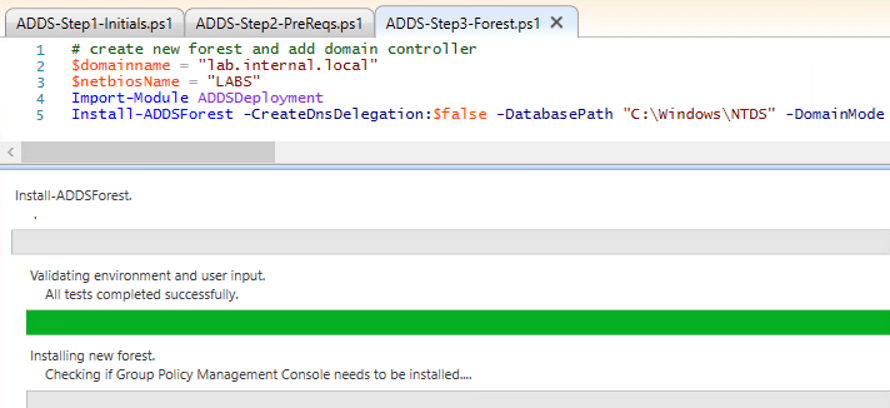 ADDS-Step1-Initials.ps1 ADDS-Step2-PreReqs.ps1 ADDS-Step3-Forest.ps1
1 # create new forest and add domain controller
2 $domainname = "lab.internal.local"
3 $netbiosName = "LABS"
4 Import-Module ADDSDeployment
5 Install-ADDSForest -CreateDnsDelegation:$false -DatabasePath "C:\Windows\NTDS" -DomainMode
Install-ADDSForest.
.
Validating environment and user input.
All tests completed successfully.
Installing new forest.
Checking if Group Policy Management Console needs to be installed....